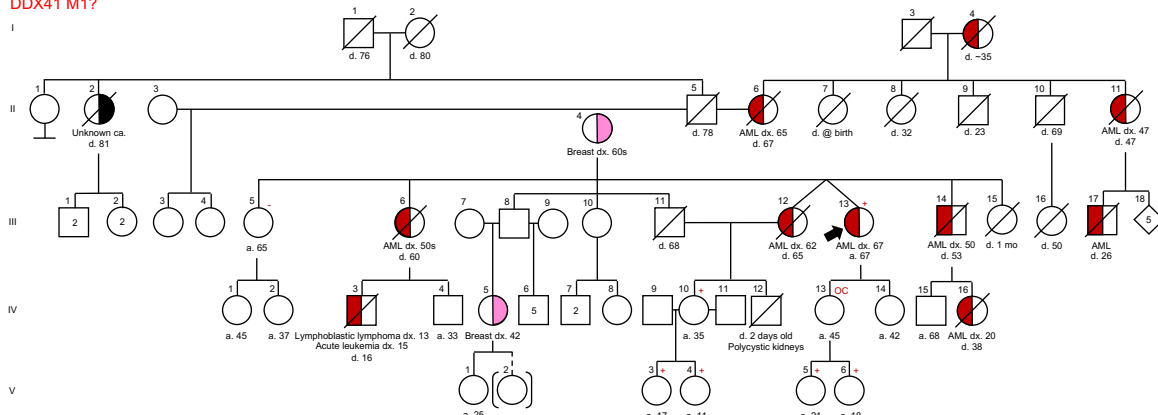 DDX41 M1?
I
1
2
3
4
d. 76
d. 80
d. ~35
II
1
2
3
4
5
6
7
8
9
10
11
Unknown ca.
d. 81
Breast dx. 60s
d. 78
AML dx. 65
d. 67
d. @ birth
d. 32
d. 23
d. 69
AML dx. 47
d. 47
III
1
2
2
2
3
4
5
-
6
7
8
9
10
11
12
13
+
14
15
16
17
18
5
a. 65
AML dx. 50s
d. 60
d. 68
AML dx. 62
d. 65
AML dx. 67
a. 67
AML dx. 50
d. 53
d. 1 mo
d. 50
AML
d. 26
IV
1
2
3
4
5
6
5
7
2
8
9
10
+
11
12
13
OC
14
15
16
a. 45
a. 37
Lymphoblastic lymphoma dx. 13
Acute leukemia dx. 15
d. 16
a. 33
Breast dx. 42
a. 35
d. 2 days old
Polycystic kidneys
a. 45
a. 42
a. 68
AML dx. 20
d. 38
V
1
2
3
+
4
+
5
+
6
+